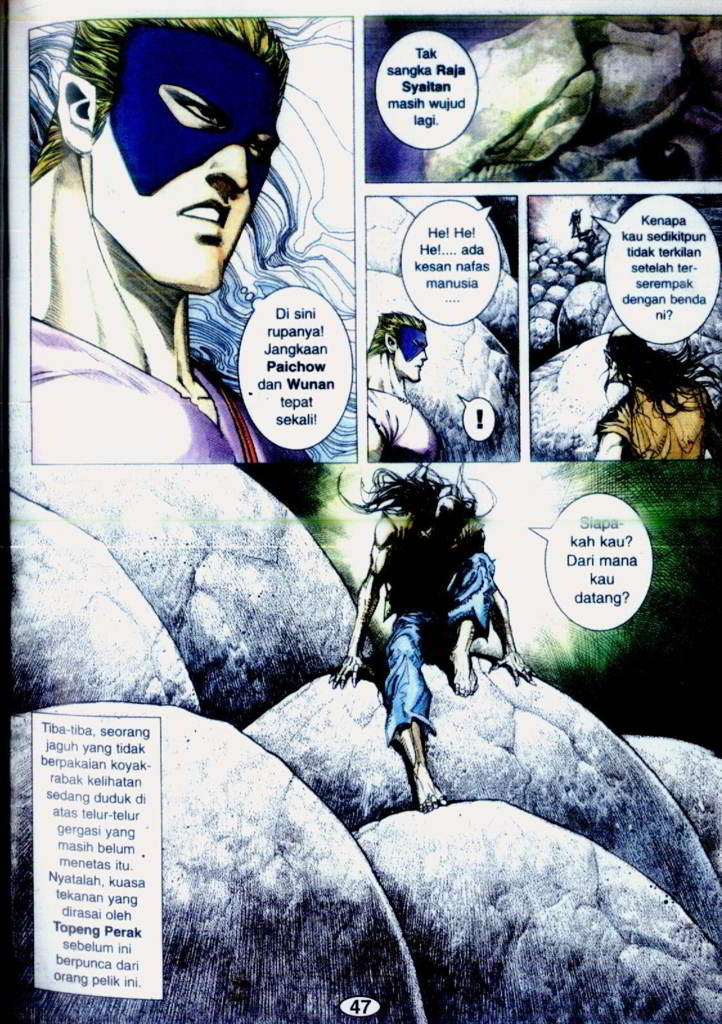 Di sini
rupanya!
Jangkaan
Paichow
dan Wunan
tepat
sekali!
Tak
sangka Raja
Syaitan
masih wujud
lagi.
He! He!
He!.... ada
kesan nafas
manusia
....
!
Kenapa
kau sedikitpun
tidak terkilan
setelah ter-
serempak
dengan benda
ni?
Siapa-
kah kau?
Dari mana
kau
datang?
Tiba-tiba, seorang
jaguh yang tidak
berpakaian koyak-
rabak kelihatan
sedang duduk di
atas telur-telur
gergasi yang
masih belum
menetas itu.
Nyatalah, kuasa
tekanan yang
dirasai oleh
Topeng Perak
sebelum ini
berpunca dari
orang pelik ini.
47